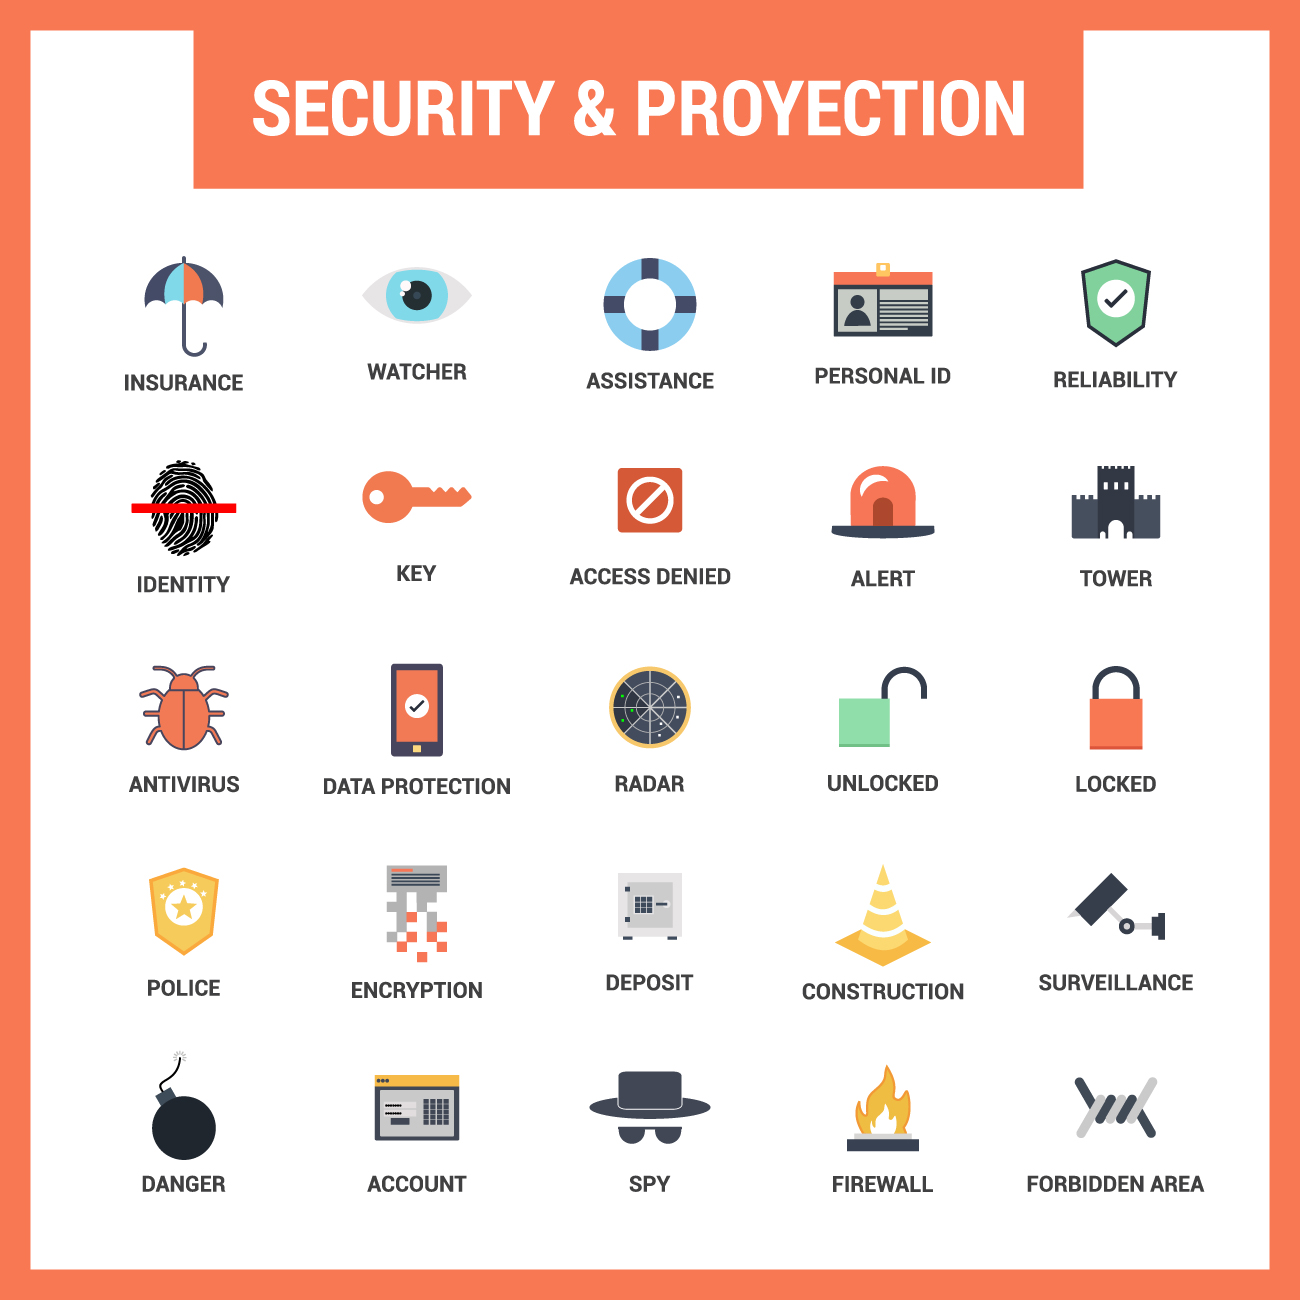 SECURITY & PROYECTION
INSURANCE
WATCHER
ASSISTANCE
PERSONAL ID
RELIABILITY
IDENTITY
KEY
ACCESS DENIED
ALERT
TOWER
ANTIVIRUS
DATA PROTECTION
RADAR
UNLOCKED
LOCKED
POLICE
ENCRYPTION
DEPOSIT
CONSTRUCTION
SURVEILLANCE
DANGER
ACCOUNT
SPY
FIREWALL
FORBIDDEN AREA